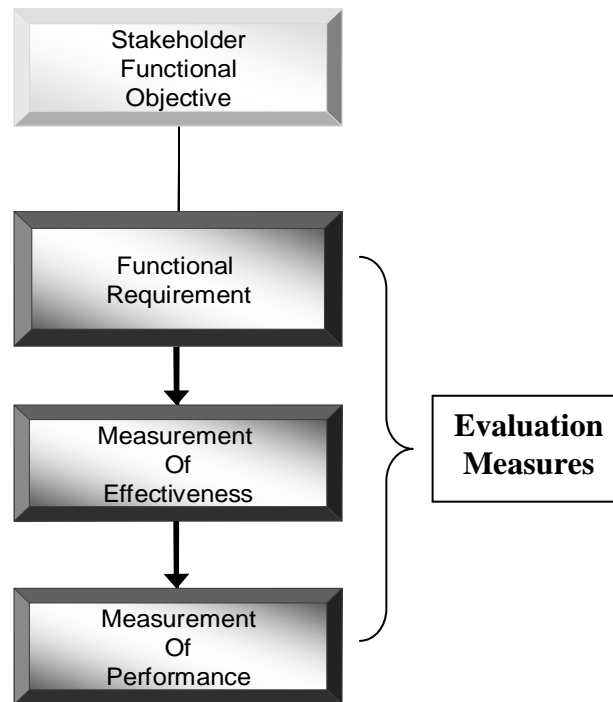 Stakeholder
Functional
Objective
Functional
Requirement
Measurement
Of
Effectiveness
Measurement
Of
Performance
Evaluation
Measures